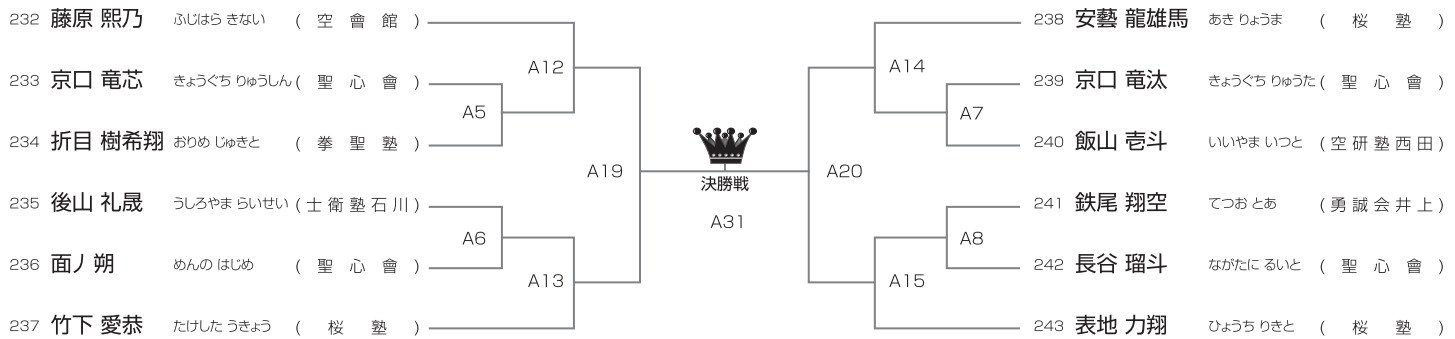 232 藤原 熙乃 ふじはら きない (空會館)
A12
233 京口 竜芯 きょうぐち りゅうしん (聖心會)
A5
234 折目 樹希翔 おりめ じゅきと (拳聖塾)
A19
235 後山 礼晟 うしろやま らいせい (士衛塾石川)
A6
236 面ノ 朔 めんの はじめ (聖心會)
A13
237 竹下 愛恭 たけした うきょう (桜塾)
決勝戦
A31
238 安藝 龍雄馬 あき りょうま (桜塾)
A14
239 京口 竜汰 きょうぐち りゅうた (聖心會)
A7
240 飯山 壱斗 いいやま いつと (空研塾西田)
A20
241 鉄尾 翔空 てつお とあ (勇誠会井上)
A8
242 長谷 瑠斗 ながたに るいと (聖心會)
A15
243 表地 力翔 ひょうち りきと (桜塾)